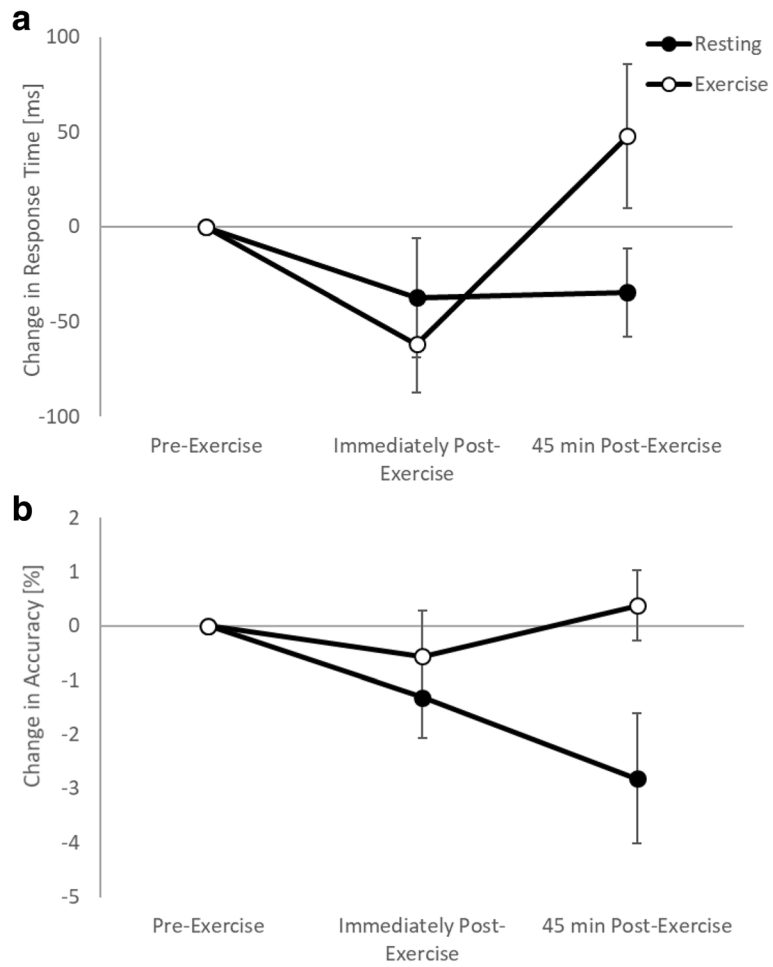 a
100
Resting
Exercise
50
0
-50
-100
Change in Response Time [ms]
Pre-Exercise
Immediately Post-
Exercise
45 min Post-Exercise
b
2
1
0
-1
-2
-3
-4
-5
Change in Accuracy [%]
Pre-Exercise
Immediately Post-
Exercise
45 min Post-Exercise